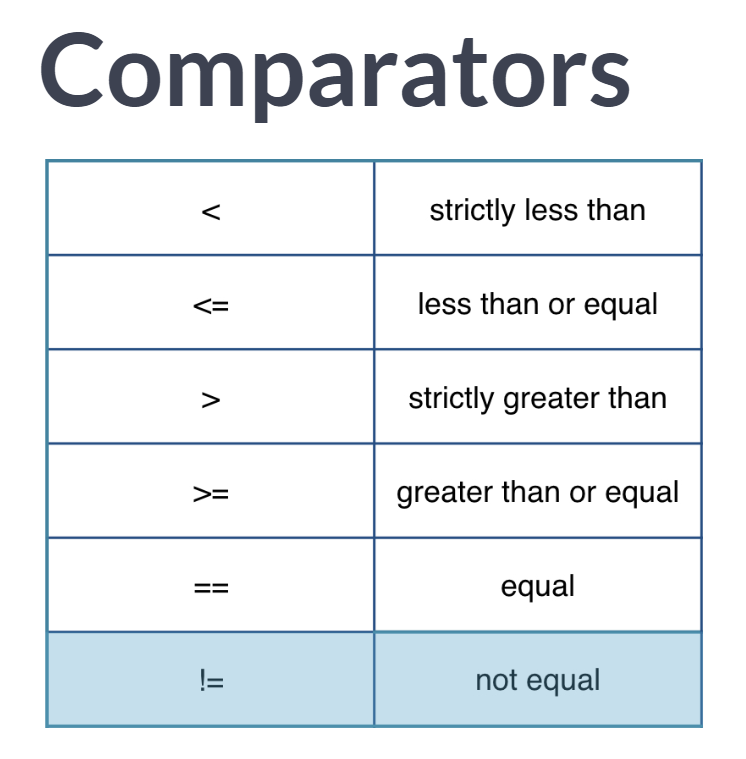 Comparators
< strictly less than
<= less than or equal
> strictly greater than
>= greater than or equal
== equal
!= not equal